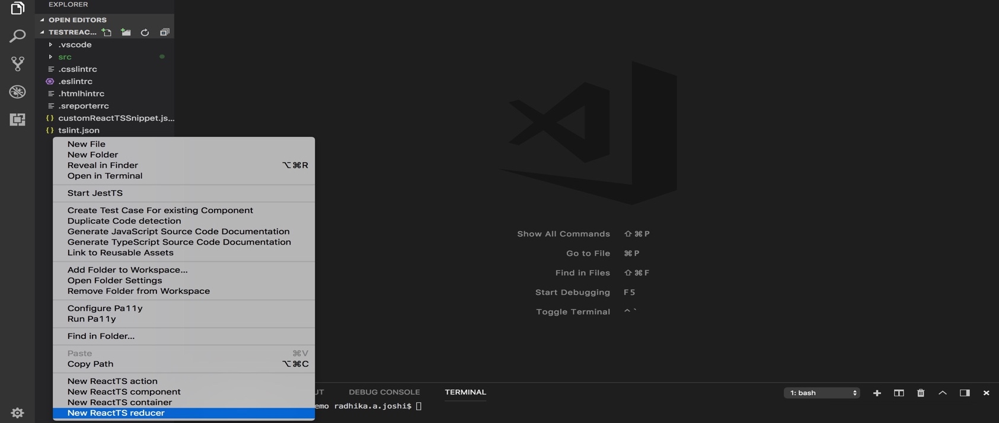 EXPLORER
OPEN EDITORS
TESTREAC...
.vscode
src
.csslintrc
.eslintrc
.htmlhintrc
.sreporterrc
{ } customReactTSSnippet.js...
{ } tslint.json
New File
New Folder
Reveal in Finder ⌥⌘R
Open in Terminal
Start JestTS
Create Test Case For existing Component
Duplicate Code detection
Generate JavaScript Source Code Documentation
Generate TypeScript Source Code Documentation
Link to Reusable Assets
Add Folder to Workspace...
Open Folder Settings
Remove Folder from Workspace
Configure Pa11y
Run Pa11y
Find in Folder...
Paste ⌘V
Copy Path ⌥⌘C
New ReactTS action
New ReactTS component
New ReactTS container
New ReactTS reducer
Show All Commands ⇧⌘P
Go to File ⌘P
Find in Files ⇧⌘F
Start Debugging F5
Toggle Terminal ^`
UT DEBUG CONSOLE TERMINAL 1: bash
emo radhika.a.joshi$